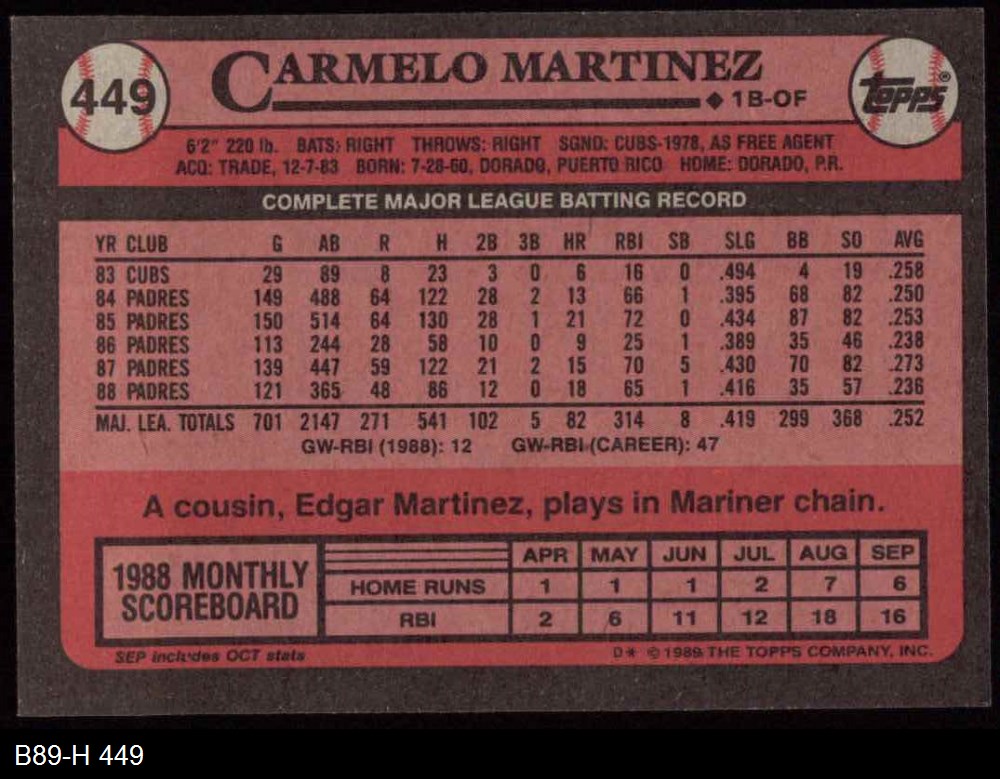 449
CARMELO MARTINEZ
◆ 1B-OF
TOPPS®
6'2" 220 lb. BATS: RIGHT THROWS: RIGHT SGND: CUBS-1978, AS FREE AGENT
ACQ: TRADE, 12-7-83 BORN: 7-28-60, DORADO, PUERTO RICO HOME: DORADO, P.R.
COMPLETE MAJOR LEAGUE BATTING RECORD
YR CLUB G AB R H 2B 3B HR RBI SB SLG BB SO AVG
83 CUBS 29 89 8 23 3 0 6 16 0 .494 4 19 .258
84 PADRES 149 488 64 122 28 2 13 66 1 .395 68 82 .250
85 PADRES 150 514 64 130 28 1 21 72 0 .434 87 82 .253
86 PADRES 113 244 28 58 10 0 9 25 1 .389 35 46 .238
87 PADRES 139 447 59 122 21 2 15 70 5 .430 70 82 .273
88 PADRES 121 365 48 86 12 0 18 65 1 .416 35 57 .236
MAJ. LEA. TOTALS 701 2147 271 541 102 5 82 314 8 .419 299 368 .252
GW-RBI (1988): 12 GW-RBI (CAREER): 47
A cousin, Edgar Martinez, plays in Mariner chain.
1988 MONTHLY
SCOREBOARD
APR MAY JUN JUL AUG SEP
HOME RUNS 1 1 1 2 7 6
RBI 2 6 11 12 18 16
SEP includes OCT stats
D* © 1989 THE TOPPS COMPANY, INC.
B89-H 449